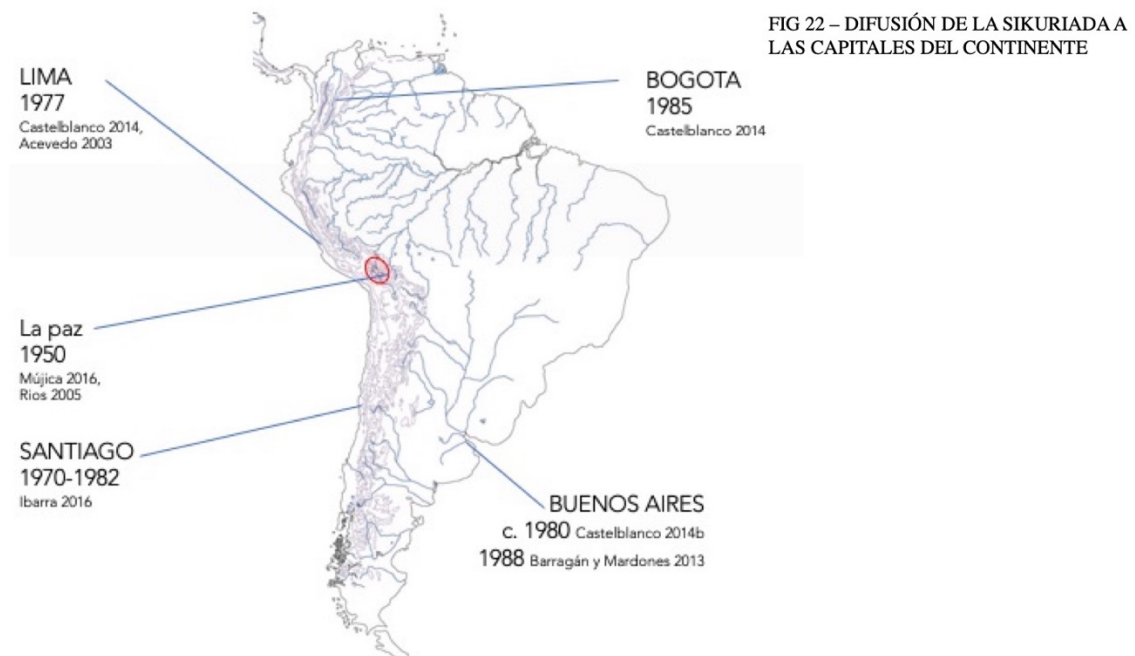 FIG 22 – DIFUSIÓN DE LA SIKURIADA A
LAS CAPITALES DEL CONTINENTE
LIMA
1977
Castelblanco 2014,
Acevedo 2003
BOGOTA
1985
Castelblanco 2014
La paz
1950
Mújica 2016,
Rios 2005
SANTIAGO
1970-1982
Ibarra 2016
BUENOS AIRES
c. 1980 Castelblanco 2014b
1988 Barragán y Mardones 2013